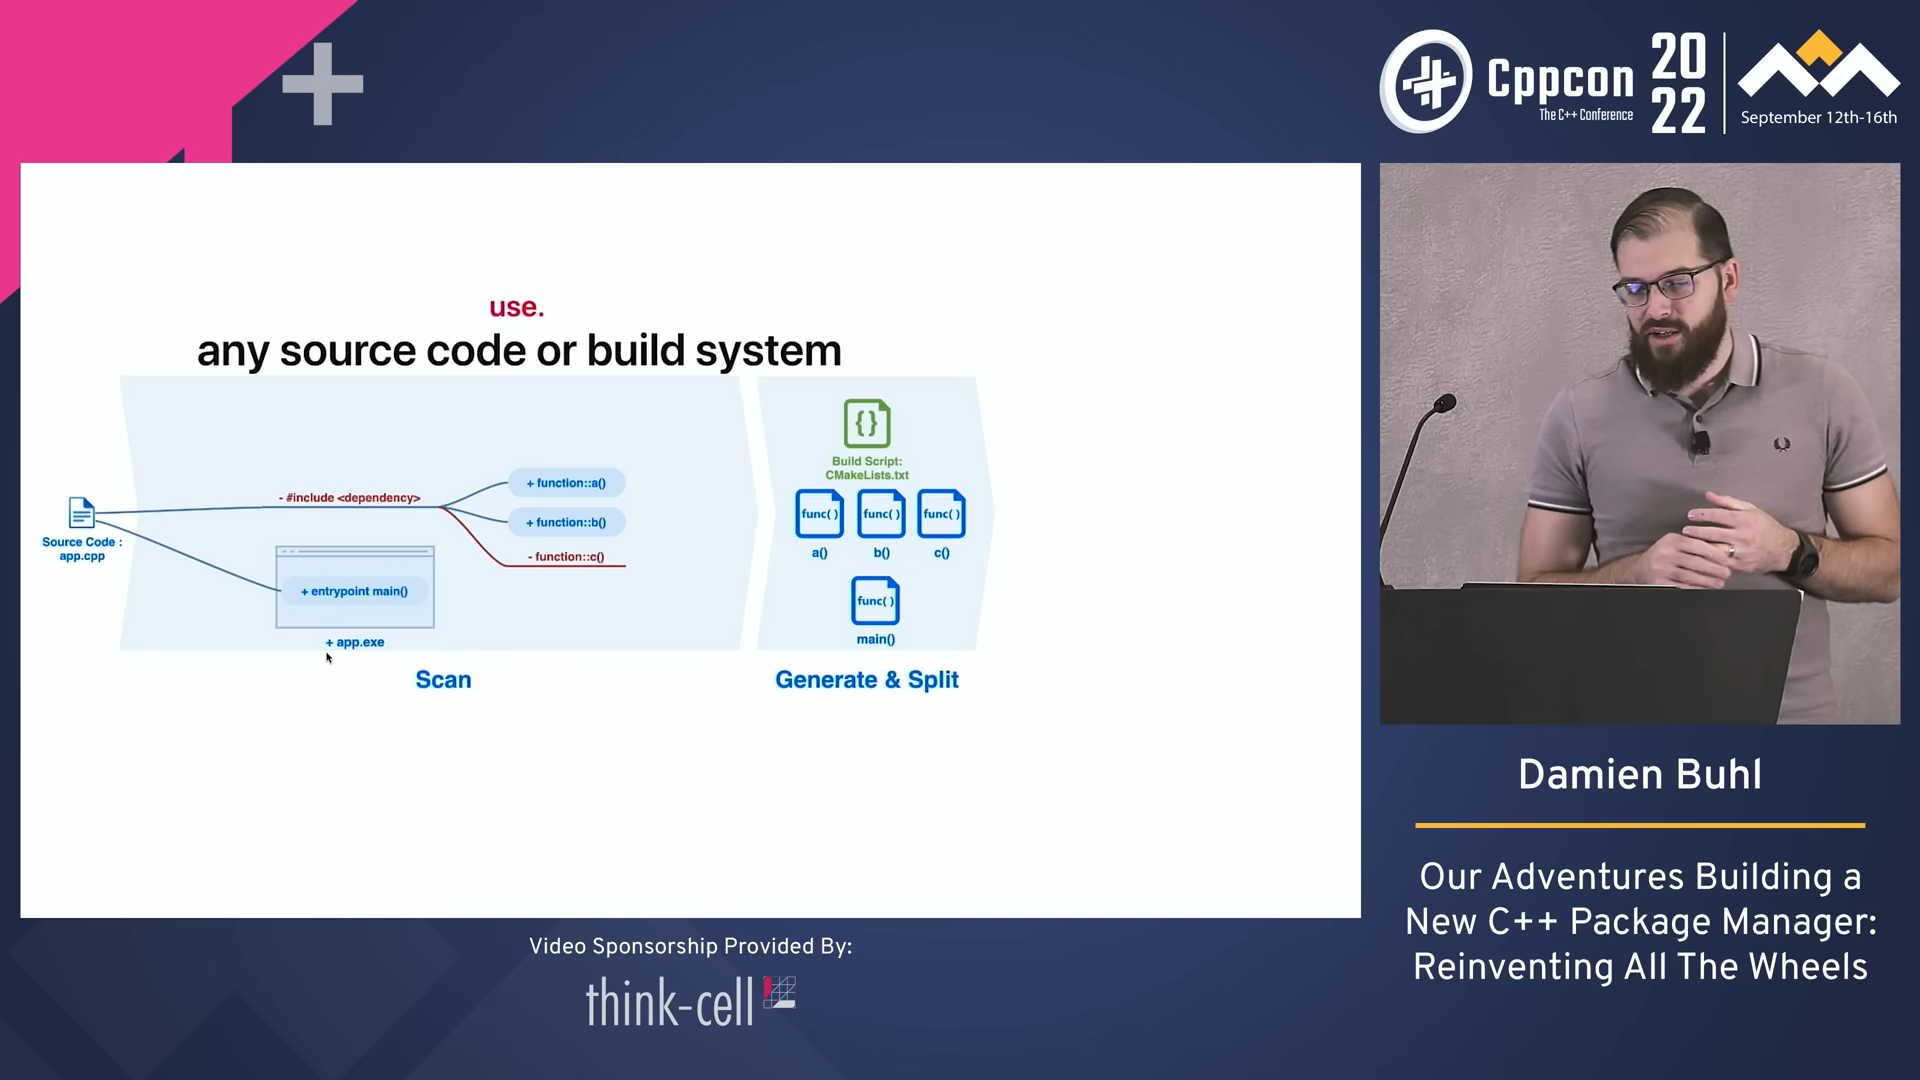 Cppcon
The C++ Conference
20
22
September 12th-16th
use.
any source code or build system
Source Code :
app.cpp
- #include <dependency>
+ function::a()
+ function::b()
- function::c()
+ entrypoint main()
+ app.exe
Scan
{}
Build Script:
CMakeLists.txt
func( )
func( )
func( )
a()
b()
c()
func( )
main()
Generate & Split
Damien Buhl
Our Adventures Building a
New C++ Package Manager:
Reinventing All The Wheels
Video Sponsorship Provided By:
think-cell